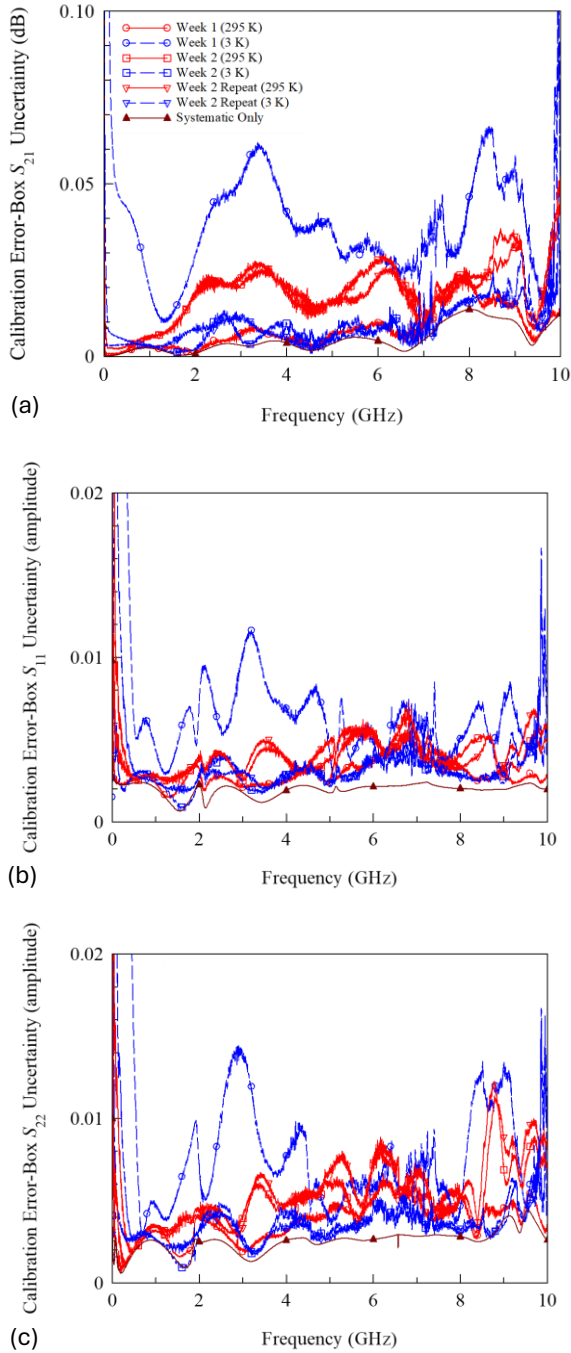 Calibration Error-Box S21 Uncertainty (dB)
0.10
0.05
0
Week 1 (295 K)
Week 1 (3 K)
Week 2 (295 K)
Week 2 (3 K)
Week 2 Repeat (295 K)
Week 2 Repeat (3 K)
Systematic Only
0 2 4 6 8 10
(a)
Frequency (GHz)
Calibration Error-Box S11 Uncertainty (amplitude)
0.02
0.01
0
0 2 4 6 8 10
(b)
Frequency (GHz)
Calibration Error-Box S22 Uncertainty (amplitude)
0.02
0.01
0
0 2 4 6 8 10
(c)
Frequency (GHz)